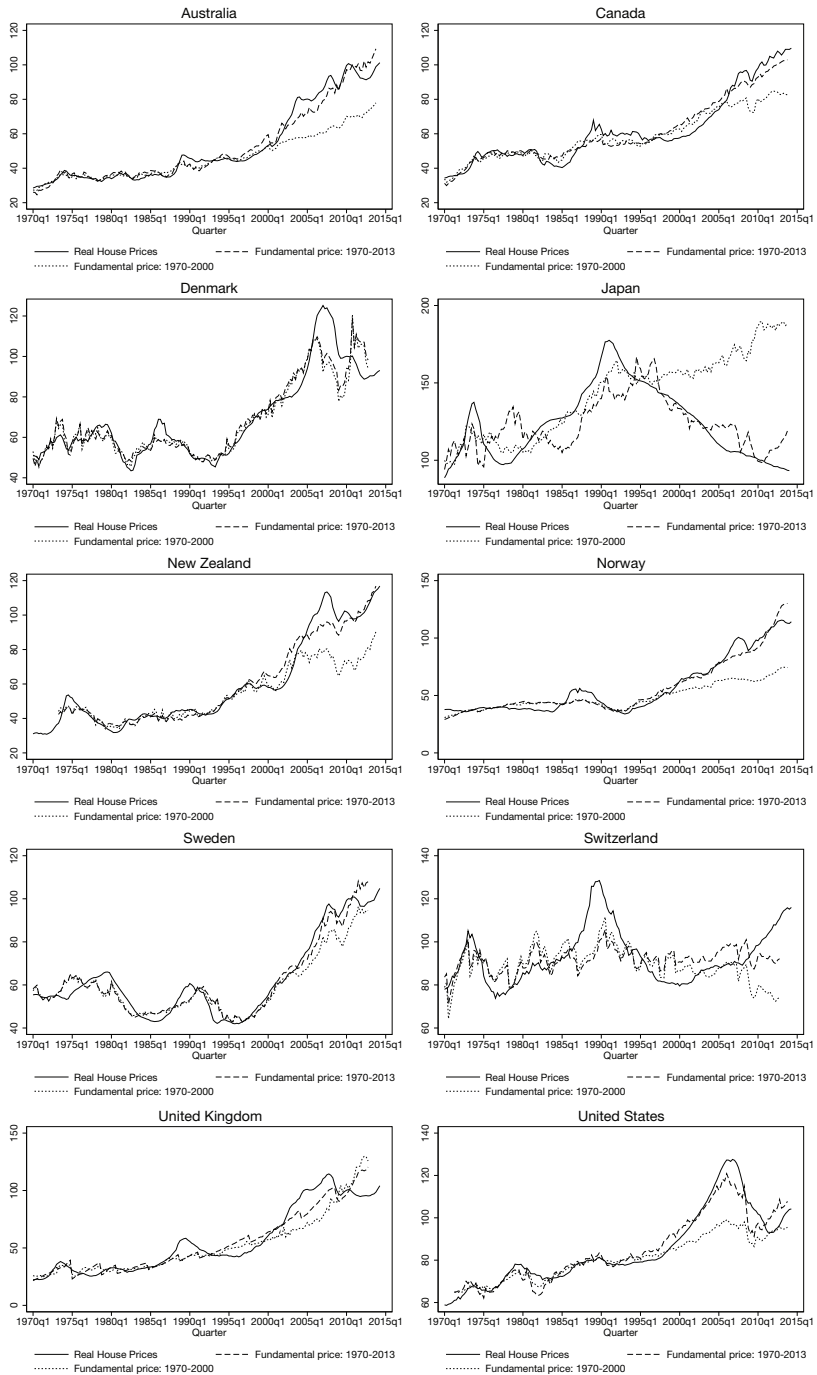 Australia
120
100
80
60
40
20
1970q1 1975q1 1980q1 1985q1 1990q1 1995q1 2000q1 2005q1 2010q1 2015q1
Quarter
Real House Prices Fundamental price: 1970-2013
Fundamental price: 1970-2000
Canada
120
100
80
60
40
20
1970q1 1975q1 1980q1 1985q1 1990q1 1995q1 2000q1 2005q1 2010q1 2015q1
Quarter
Real House Prices Fundamental price: 1970-2013
Fundamental price: 1970-2000
Denmark
120
100
80
60
40
1970q1 1975q1 1980q1 1985q1 1990q1 1995q1 2000q1 2005q1 2010q1 2015q1
Quarter
Real House Prices Fundamental price: 1970-2013
Fundamental price: 1970-2000
Japan
200
150
100
1970q1 1975q1 1980q1 1985q1 1990q1 1995q1 2000q1 2005q1 2010q1 2015q1
Quarter
Real House Prices Fundamental price: 1970-2013
Fundamental price: 1970-2000
New Zealand
120
100
80
60
40
20
1970q1 1975q1 1980q1 1985q1 1990q1 1995q1 2000q1 2005q1 2010q1 2015q1
Quarter
Real House Prices Fundamental price: 1970-2013
Fundamental price: 1970-2000
Norway
150
100
50
0
1970q1 1975q1 1980q1 1985q1 1990q1 1995q1 2000q1 2005q1 2010q1 2015q1
Quarter
Real House Prices Fundamental price: 1970-2013
Fundamental price: 1970-2000
Sweden
120
100
80
60
40
1970q1 1975q1 1980q1 1985q1 1990q1 1995q1 2000q1 2005q1 2010q1 2015q1
Quarter
Real House Prices Fundamental price: 1970-2013
Fundamental price: 1970-2000
Switzerland
140
120
100
80
60
1970q1 1975q1 1980q1 1985q1 1990q1 1995q1 2000q1 2005q1 2010q1 2015q1
Quarter
Real House Prices Fundamental price: 1970-2013
Fundamental price: 1970-2000
United Kingdom
150
100
50
0
1970q1 1975q1 1980q1 1985q1 1990q1 1995q1 2000q1 2005q1 2010q1 2015q1
Quarter
Real House Prices Fundamental price: 1970-2013
Fundamental price: 1970-2000
United States
140
120
100
80
60
1970q1 1975q1 1980q1 1985q1 1990q1 1995q1 2000q1 2005q1 2010q1 2015q1
Quarter
Real House Prices Fundamental price: 1970-2013
Fundamental price: 1970-2000